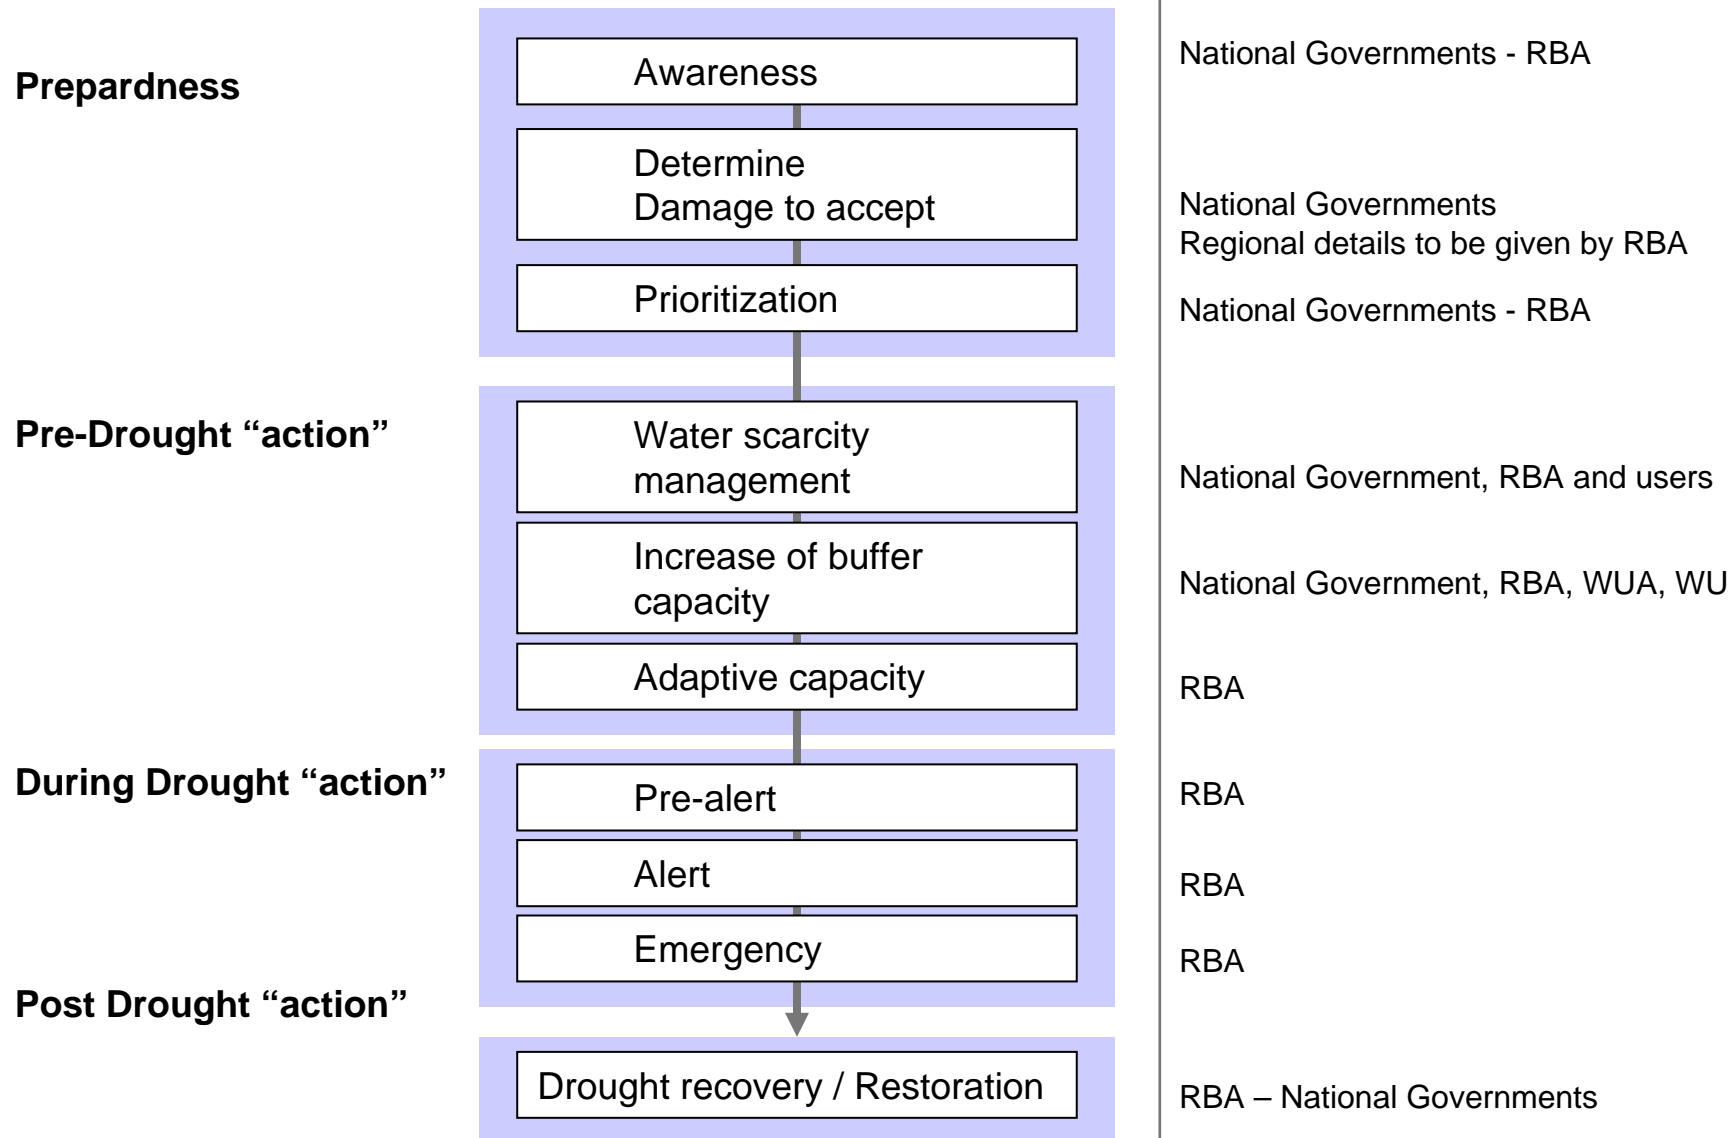 Prepardness
Awareness
National Governments - RBA
Determine
Damage to accept
National Governments
Regional details to be given by RBA
Prioritization
National Governments - RBA
Pre-Drought “action”
Water scarcity
management
National Government, RBA and users
Increase of buffer
capacity
National Government, RBA, WUA, WU
Adaptive capacity
RBA
During Drought “action”
Pre-alert
RBA
Alert
RBA
Emergency
RBA
Post Drought “action”
Drought recovery / Restoration
RBA – National Governments